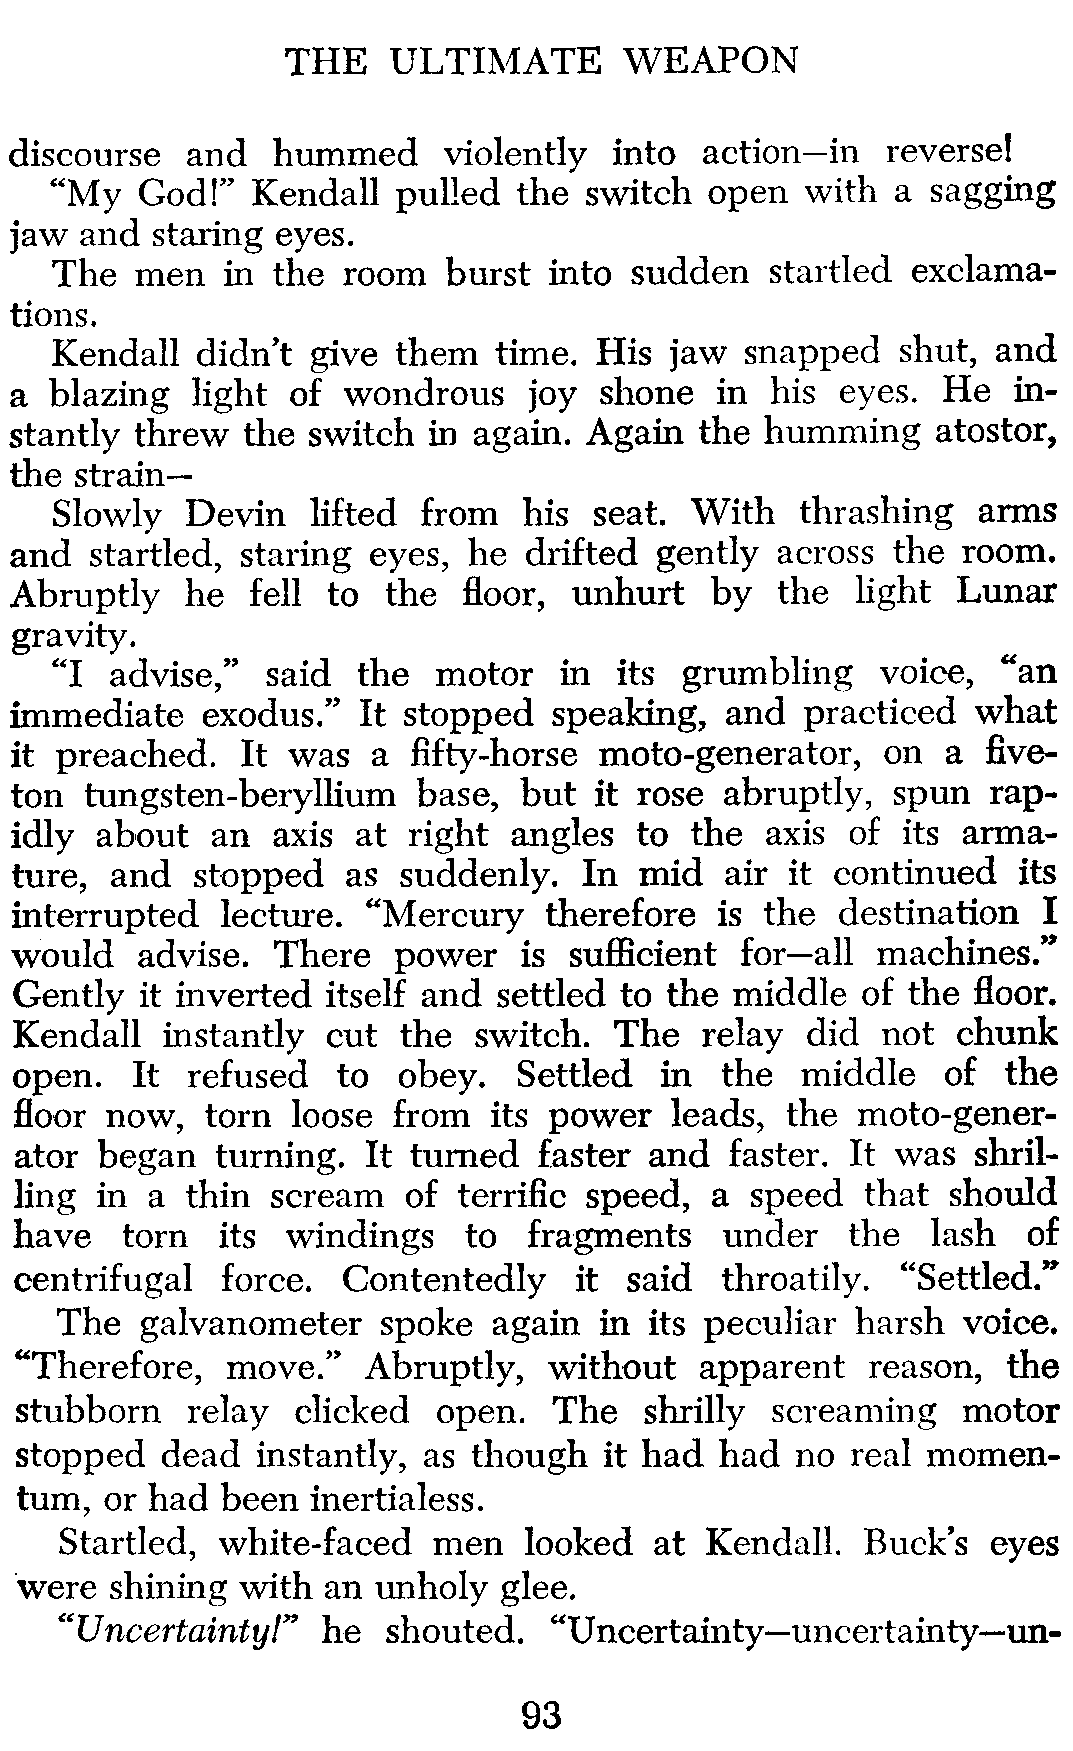 THE ULTIMATE WEAPON
discourse and hummed violently into action—in reverse!
“My God!” Kendall pulled the switch open with a sagging
jaw and staring eyes.
The men in the room burst into sudden startled exclama-
tions.
Kendall didn’t give them time. His jaw snapped shut, and
a blazing light of wondrous joy shone in his eyes. He in-
stantly threw the switch in again. Again the humming atostor,
the strain—
Slowly Devin lifted from his seat. With thrashing arms
and startled, staring eyes, he drifted gently across the room.
Abruptly he fell to the floor, unhurt by the light Lunar
gravity.
“I advise,” said the motor in its grumbling voice, “an
immediate exodus.” It stopped speaking, and practiced what
it preached. It was a fifty-horse moto-generator, on a five-
ton tungsten-beryllium base, but it rose abruptly, spun rap-
idly about an axis at right angles to the axis of its arma-
ture, and stopped as suddenly. In mid air it continued its
interrupted lecture. “Mercury therefore is the destination I
would advise. There power is sufficient for—all machines.”
Gently it inverted itself and settled to the middle of the floor.
Kendall instantly cut the switch. The relay did not chunk
open. It refused to obey. Settled in the middle of the
floor now, torn loose from its power leads, the moto-gener-
ator began turning. It turned faster and faster. It was shril-
ling in a thin scream of terrific speed, a speed that should
have torn its windings to fragments under the lash of
centrifugal force. Contentedly it said throatily. “Settled.”
The galvanometer spoke again in its peculiar harsh voice.
“Therefore, move.” Abruptly, without apparent reason, the
stubborn relay clicked open. The shrilly screaming motor
stopped dead instantly, as though it had had no real momen-
tum, or had been inertialess.
Startled, white-faced men looked at Kendall. Buck’s eyes
were shining with an unholy glee.
“Uncertainty!” he shouted. “Uncertainty—uncertainty—un-
93